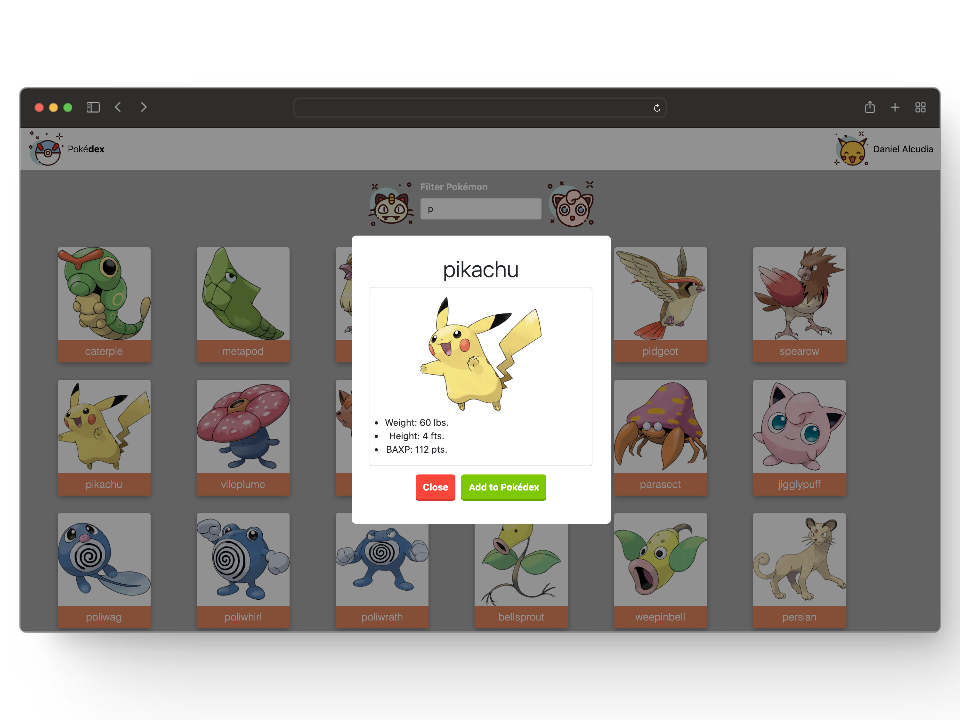 Pokédex
Daniel Alcudia
Filter Pokémon
p
pikachu
• Weight: 60 lbs.
• Height: 4 fts.
• BAXP: 112 pts.
Close
Add to Pokédex
caterpie
metapod
pidgeot
spearow
pikachu
vileplume
parasect
jigglypuff
poliwag
poliwhirl
poliwrath
bellsprout
weepinbell
persian